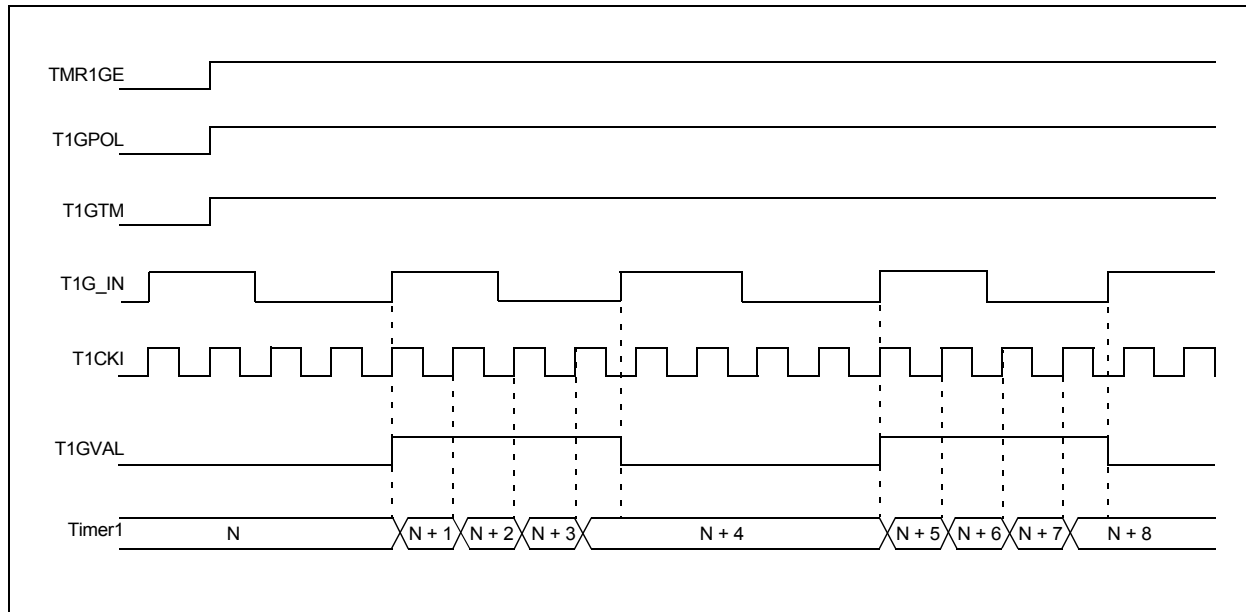 TMR1GE
T1GPOL
T1GTM
T1G_IN
T1CKI
T1GVAL
Timer1 N N + 1 N + 2 N + 3 N + 4 N + 5 N + 6 N + 7 N + 8